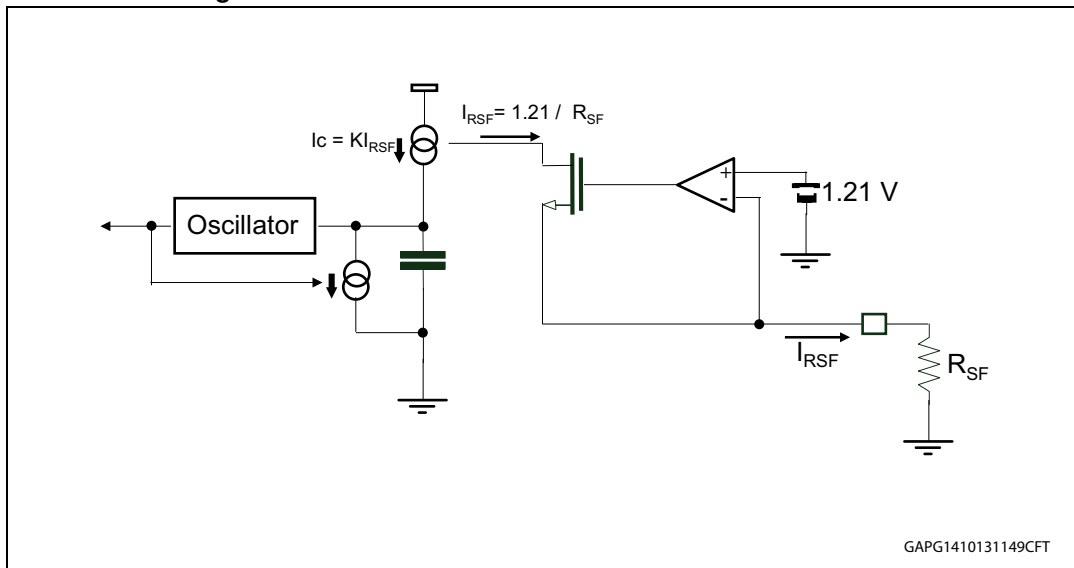 I_RSF= 1.21 / R_SF
Ic = KI_RSF
+
-
1.21 V
Oscillator
I_RSF
R_SF
GAPG1410131149CFT